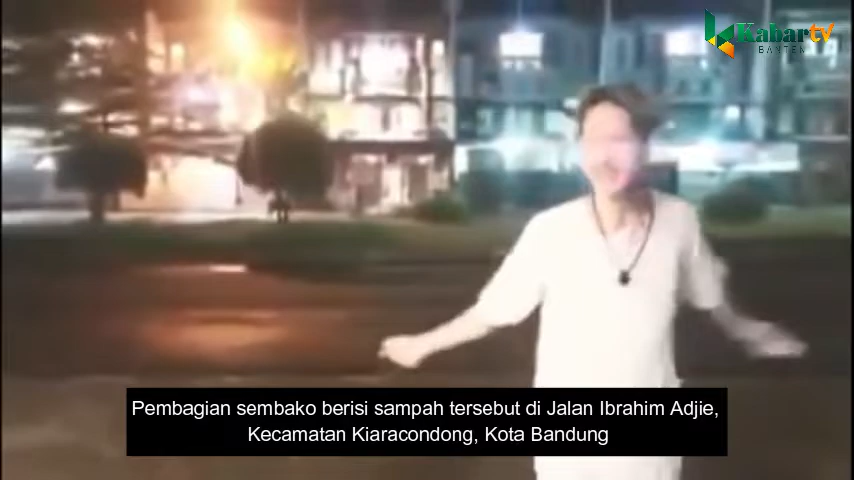 Kabartv
BANTEN
Pembagian sembako berisi sampah tersebut di Jalan Ibrahim Adjie,
Kecamatan Kiaracondong, Kota Bandung